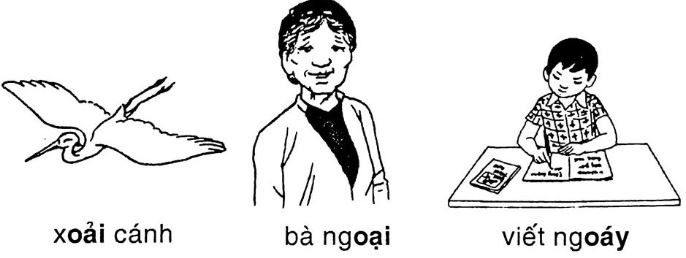 xoải cánh
bà ngoại
viết ngoáy